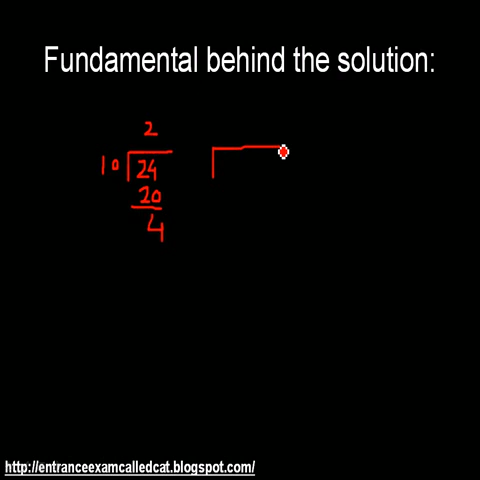 Fundamental behind the solution:
2
10 24
20
4
http://entranceexamcalledcat.blogspot.com/